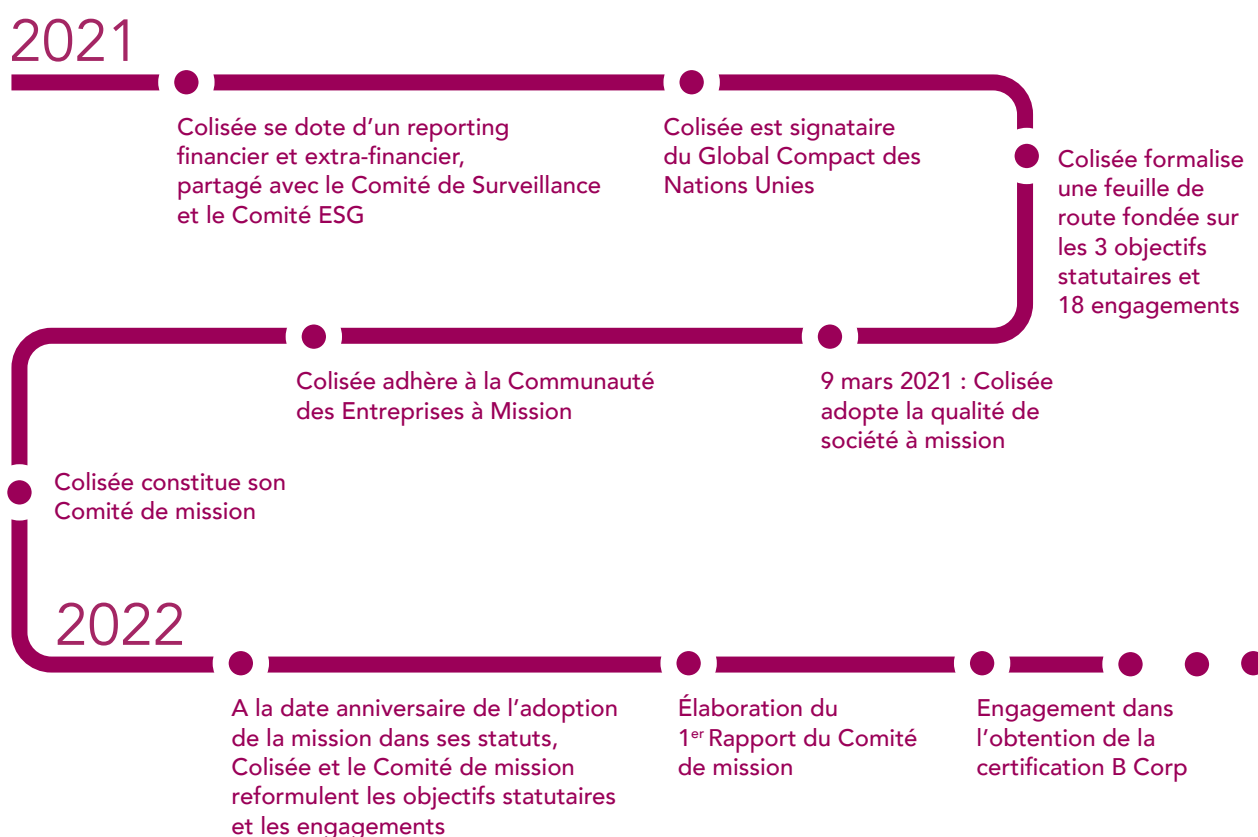 2021
Colisée se dote d’un reporting
financier et extra-financier,
partagé avec le Comité de Surveillance
et le Comité ESG
Colisée est signataire
du Global Compact des
Nations Unies
Colisée formalise
une feuille de
route fondée sur
les 3 objectifs
statutaires et
18 engagements
9 mars 2021 : Colisée
adopte la qualité de
société à mission
Colisée adhère à la Communauté
des Entreprises à Mission
Colisée constitue son
Comité de mission
2022
A la date anniversaire de l’adoption
de la mission dans ses statuts,
Colisée et le Comité de mission
reformulent les objectifs statutaires
et les engagements
Élaboration du
1er Rapport du Comité
de mission
Engagement dans
l’obtention de la
certification B Corp